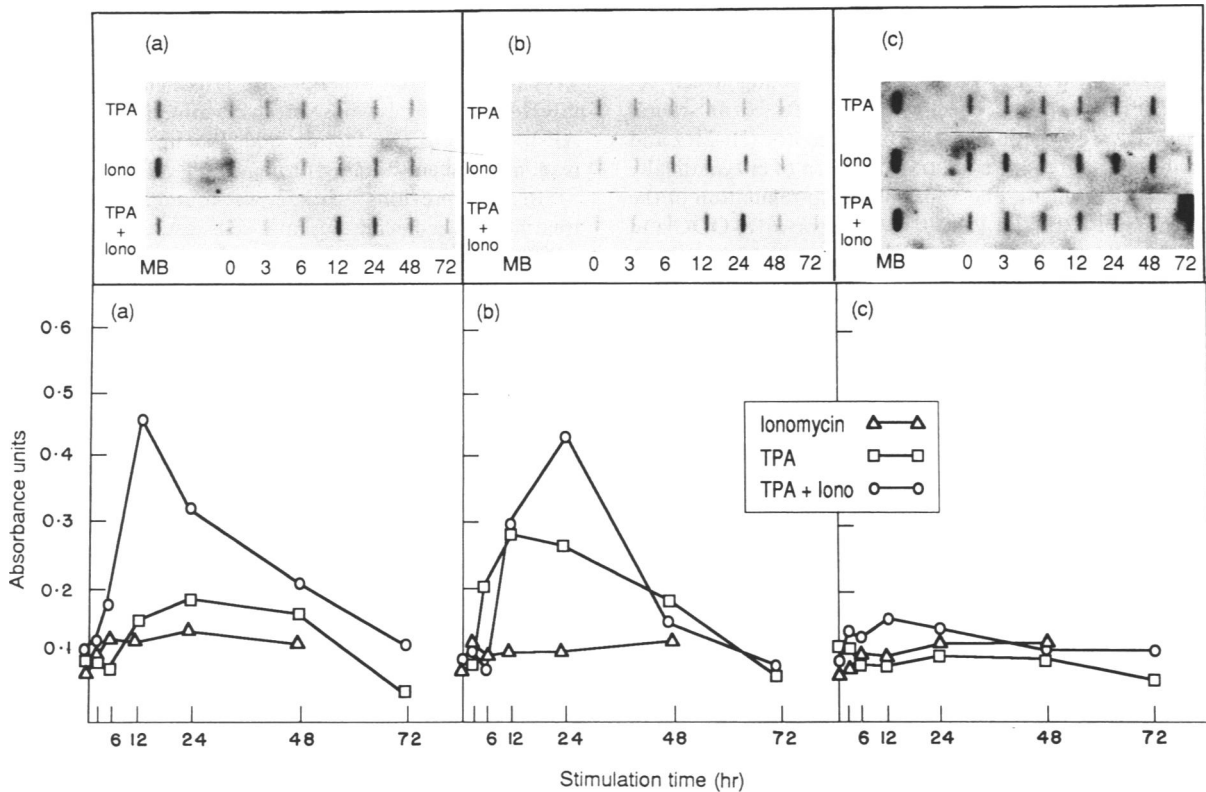 (a)
TPA
Iono
TPA
+
Iono
MB 0 3 6 12 24 48 72
(b)
TPA
Iono
TPA
+
Iono
MB 0 3 6 12 24 48 72
(c)
TPA
Iono
TPA
+
Iono
MB 0 3 6 12 24 48 72
Absorbance units
0·6
0·5
0·4
0·3
0·2
0·1
(a)
6 12 24 48 72
(b)
6 12 24 48 72
(c)
6 12 24 48 72
Ionomycin
TPA
TPA + Iono
Stimulation time (hr)